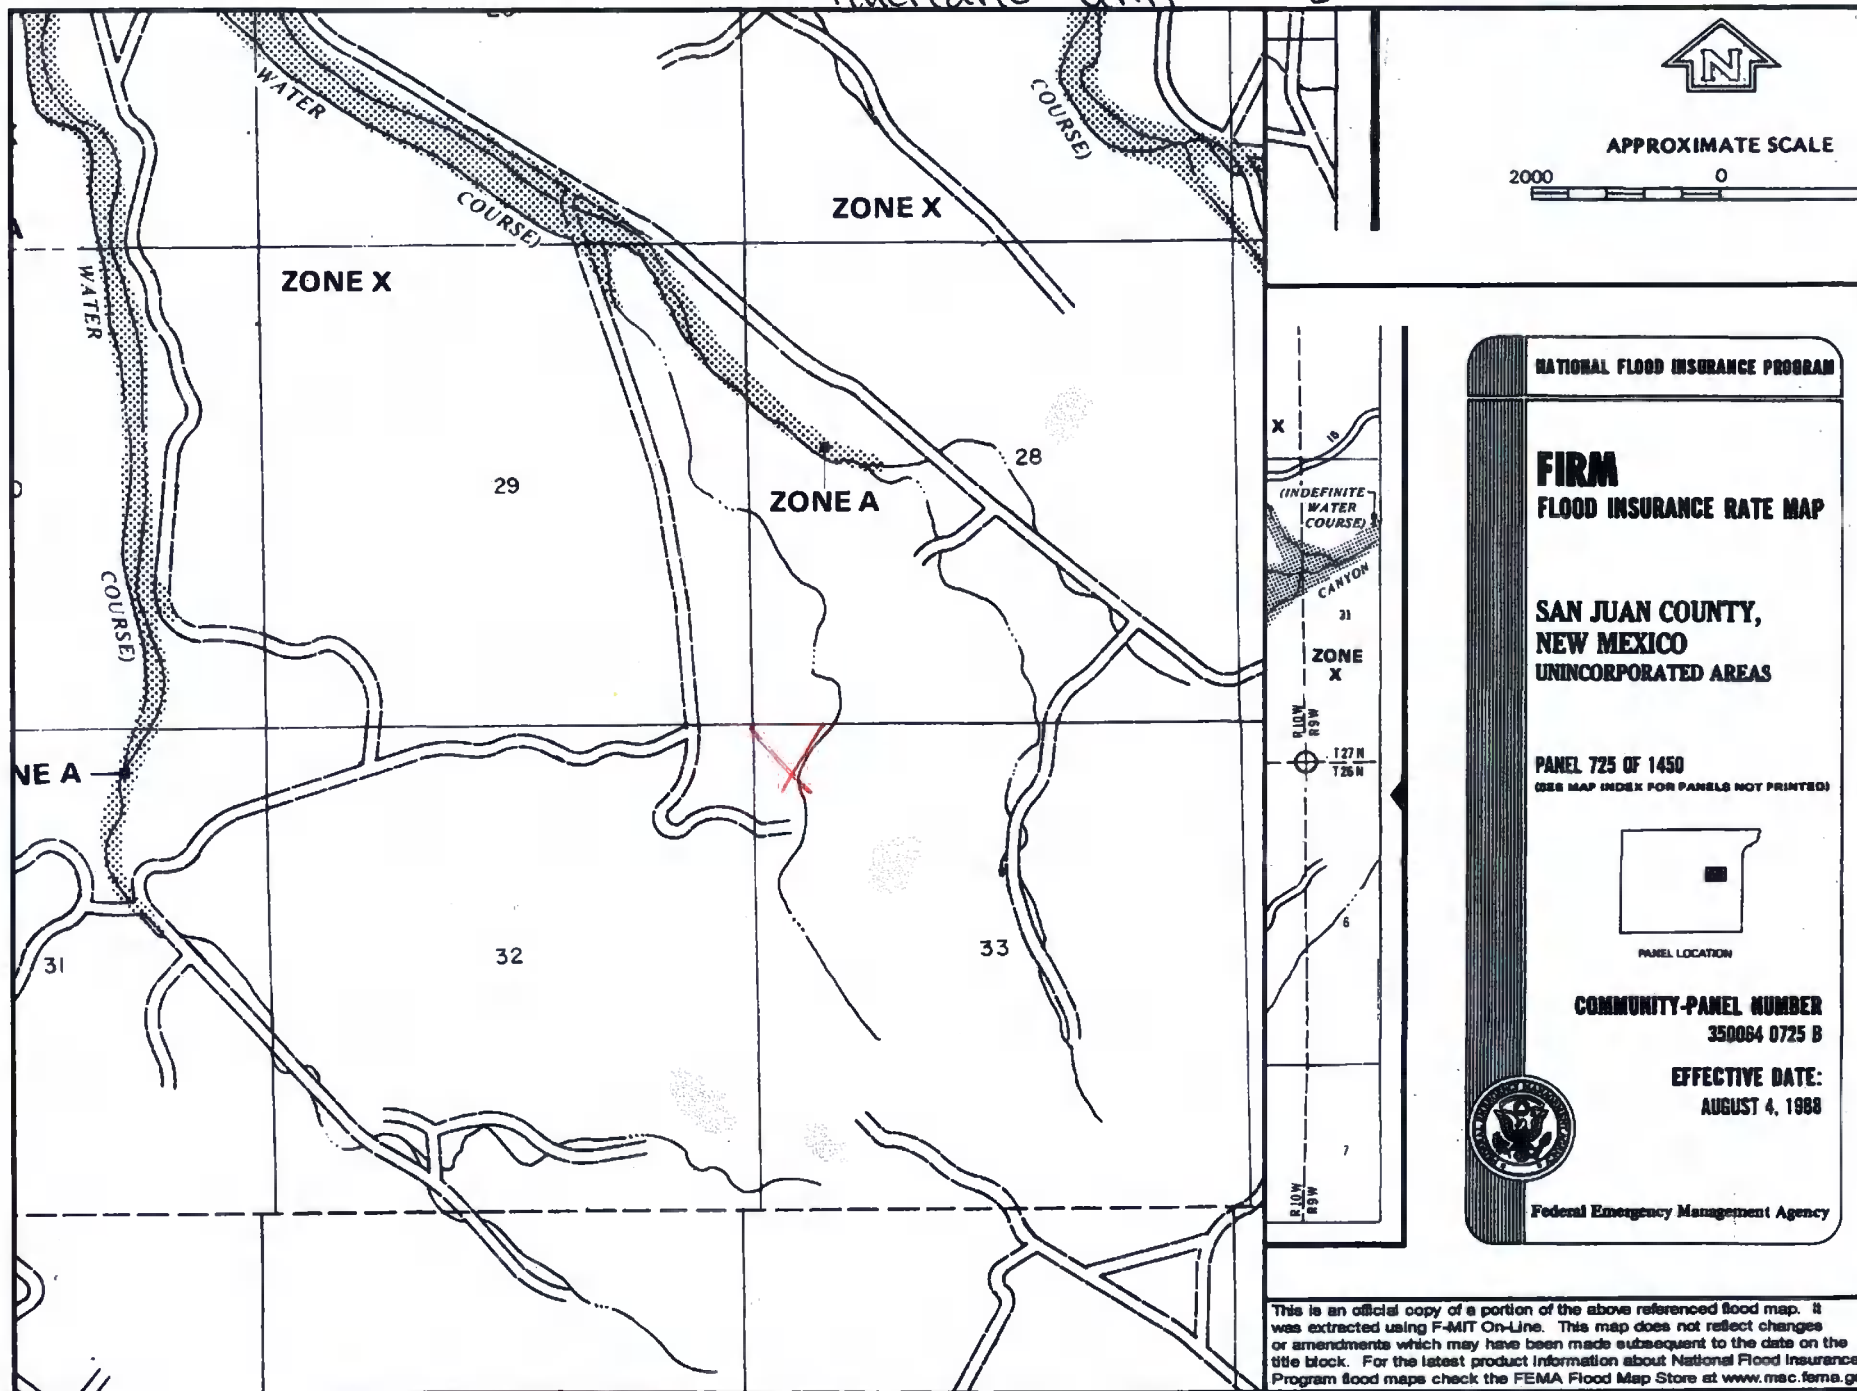 WATER
COURSE)
ZONE X
COURSE)
WATER
COURSE)
ZONE X
29
28
ZONE A
NE A
31
32
33
N
APPROXIMATE SCALE
2000 0
X
18
(INDEFINITE
WATER
COURSE)
CANYON
31
ZONE
X
R10W
R9W
T27N
T26N
6
7
R10W
R9W
NATIONAL FLOOD INSURANCE PROGRAM
FIRM
FLOOD INSURANCE RATE MAP
SAN JUAN COUNTY,
NEW MEXICO
UNINCORPORATED AREAS
PANEL 725 OF 1450
(SEE MAP INDEX FOR PANELS NOT PRINTED)
PANEL LOCATION
COMMUNITY-PANEL NUMBER
350064 0725 B
EFFECTIVE DATE:
AUGUST 4, 1988
Federal Emergency Management Agency
This is an official copy of a portion of the above referenced flood map. It
was extracted using F-MIT On-Line. This map does not reflect changes
or amendments which may have been made subsequent to the date on the
title block. For the latest product information about National Flood Insurance
Program flood maps check the FEMA Flood Map Store at www.msc.fema.g